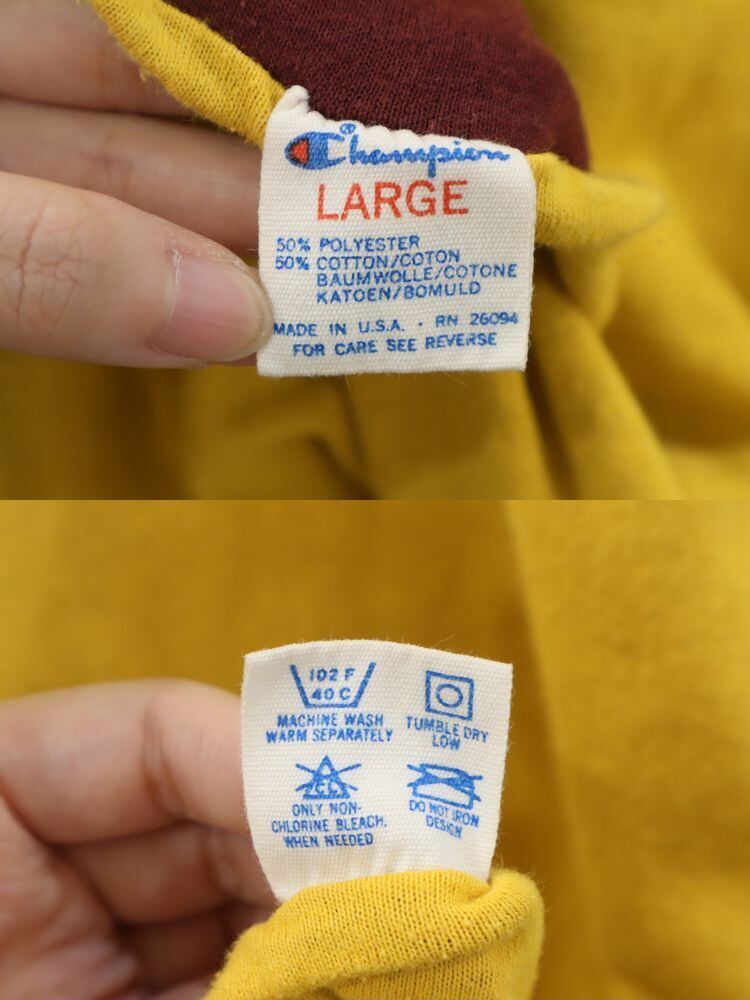 Champion®
LARGE
50% POLYESTER
50% COTTON/COTON
BAUMWOLLE/COTONE
KATOEN/BOMULD
MADE IN U.S.A. · RN 26094
FOR CARE SEE REVERSE
102 F
40 C
MACHINE WASH
WARM SEPARATELY
TUMBLE DRY
LOW
CL
ONLY NON-
CHLORINE BLEACH,
WHEN NEEDED
DO NOT IRON
DESIGN